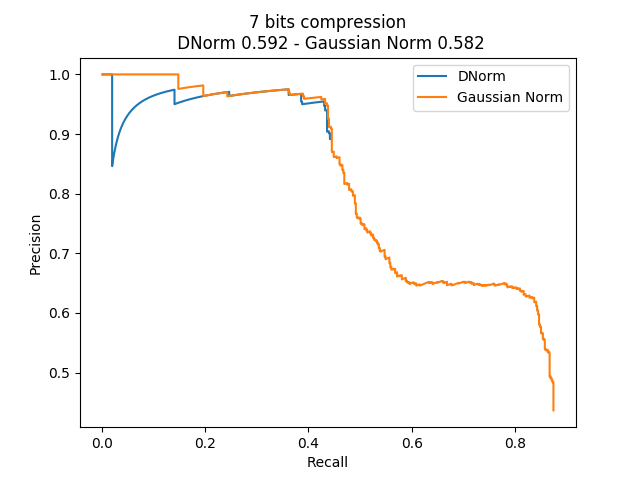 7 bits compression
DNorm 0.592 - Gaussian Norm 0.582
DNorm
Gaussian Norm
Precision
1.0
0.9
0.8
0.7
0.6
0.5
0.0 0.2 0.4 0.6 0.8
Recall